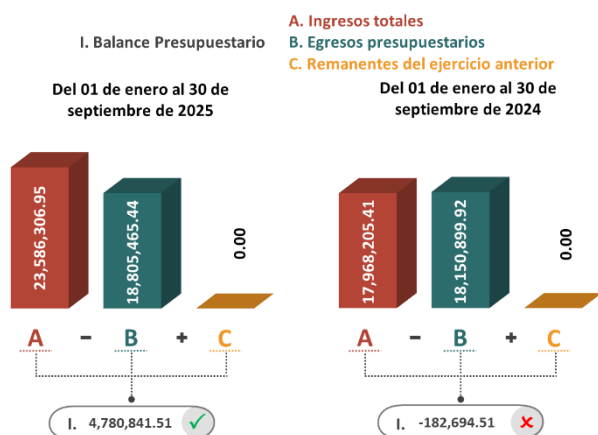 A. Ingresos totales
I. Balance Presupuestario
B. Egresos presupuestarios
C. Remanentes del ejercicio anterior
Del 01 de enero al 30 de
septiembre de 2025
23,586,306.95
18,805,465.44
0.00
A - B + C
I. 4,780,841.51 ✓
Del 01 de enero al 30 de
septiembre de 2024
17,968,205.41
18,150,899.92
0.00
A - B + C
I. -182,694.51 ✘